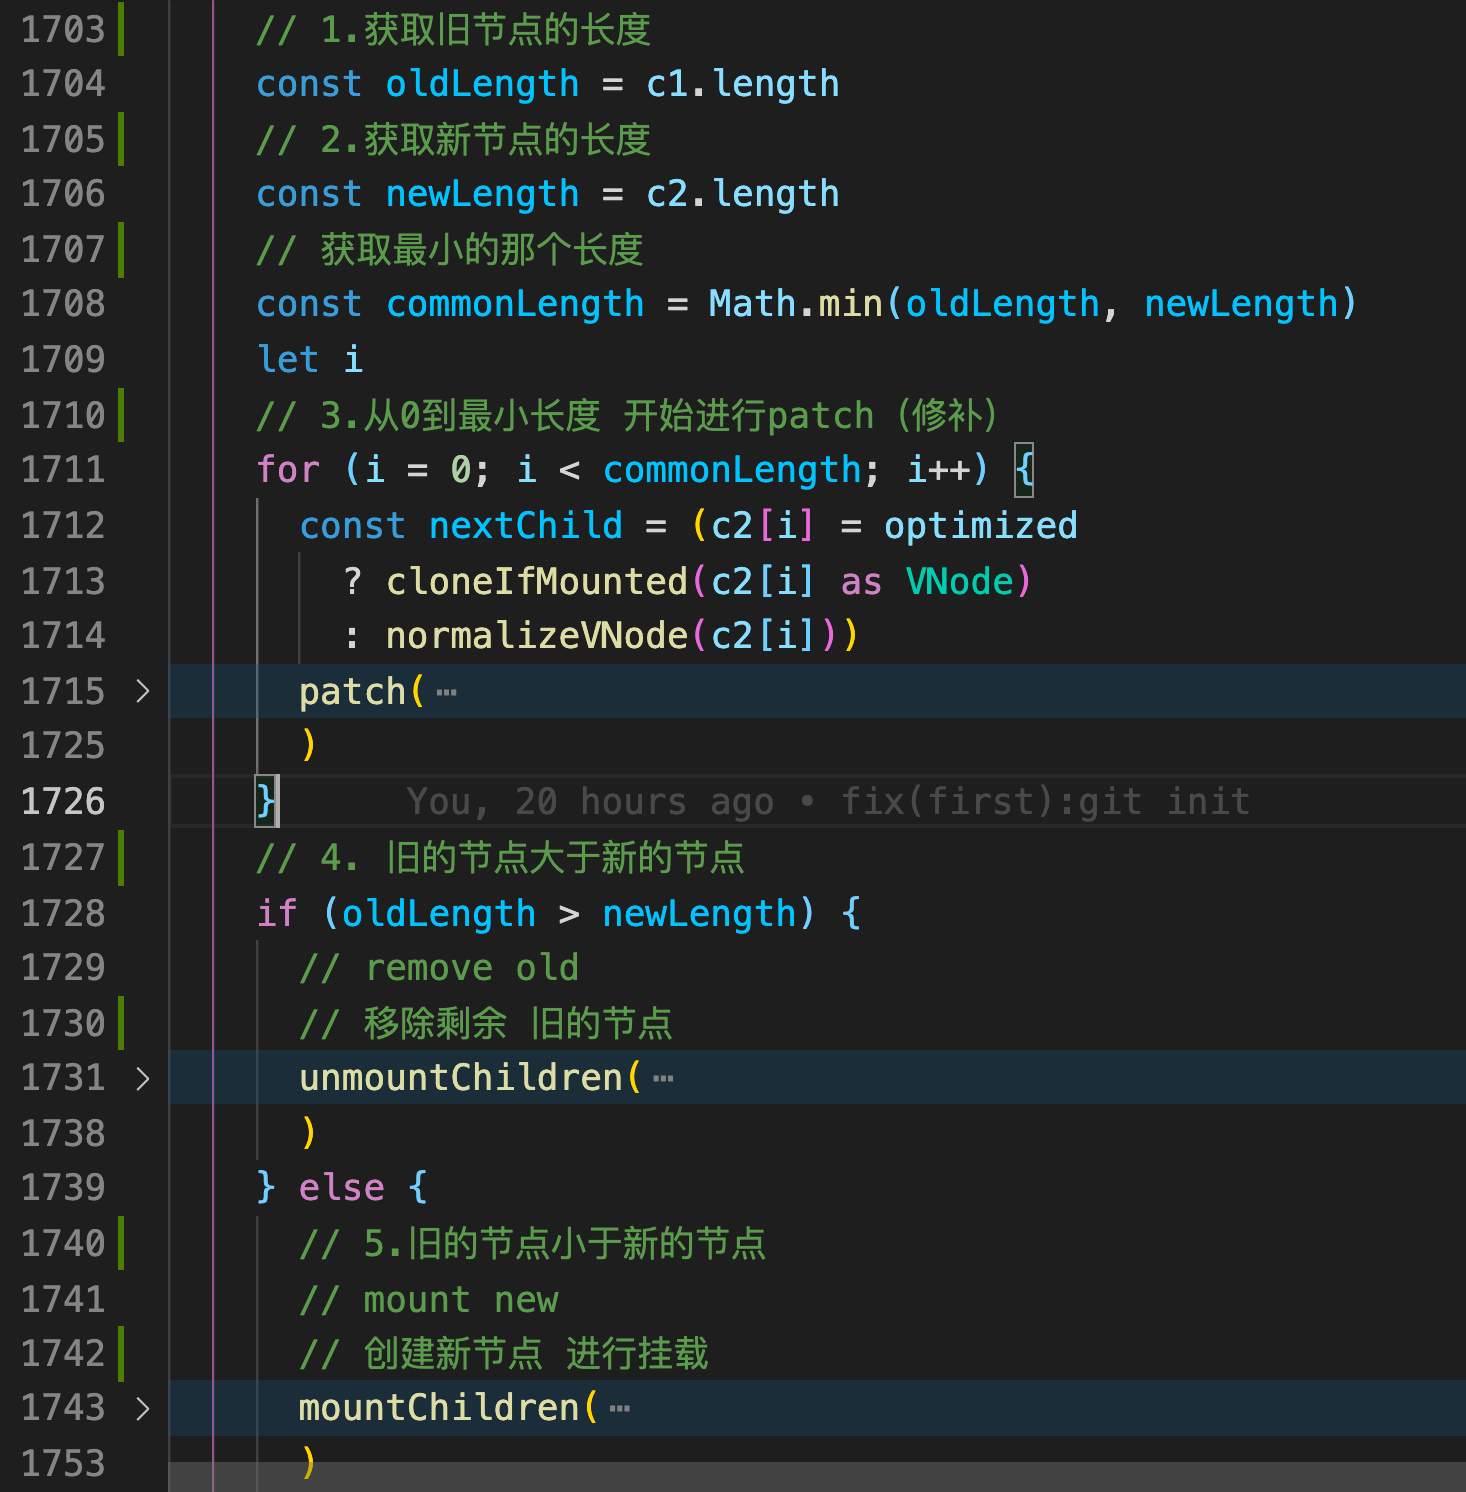 1703 // 1.获取旧节点的长度
1704 const oldLength = c1.length
1705 // 2.获取新节点的长度
1706 const newLength = c2.length
1707 // 获取最小的那个长度
1708 const commonLength = Math.min(oldLength, newLength)
1709 let i
1710 // 3.从0到最小长度 开始进行patch（修补）
1711 for (i = 0; i < commonLength; i++) {
1712 const nextChild = (c2[i] = optimized
1713 ? cloneIfMounted(c2[i] as VNode)
1714 : normalizeVNode(c2[i]))
1715 patch( ⋯
1725 )
1726 } You, 20 hours ago • fix(first):git init
1727 // 4. 旧的节点大于新的节点
1728 if (oldLength > newLength) {
1729 // remove old
1730 // 移除剩余 旧的节点
1731 unmountChildren( ⋯
1738 )
1739 } else {
1740 // 5.旧的节点小于新的节点
1741 // mount new
1742 // 创建新节点 进行挂载
1743 mountChildren( ⋯
1753 )